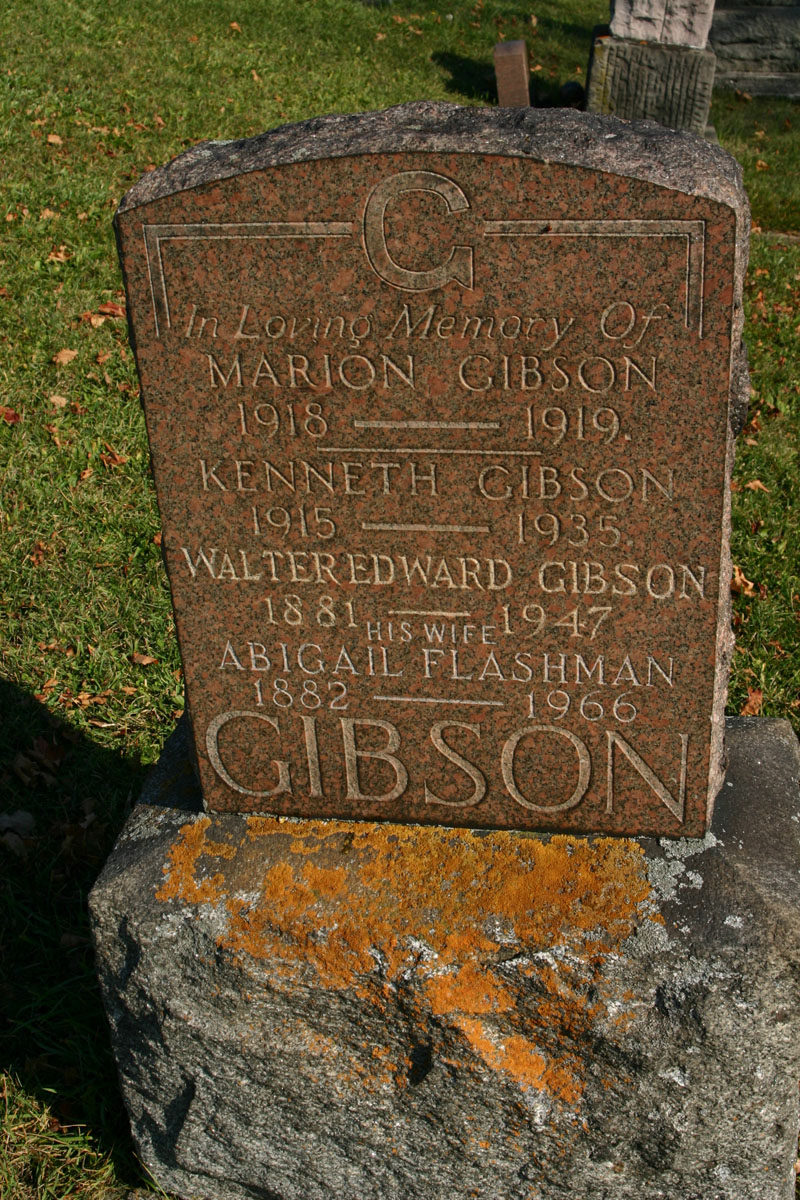 G
In Loving Memory Of
MARION GIBSON
1918 — 1919.
KENNETH GIBSON
1915 — 1935.
WALTER EDWARD GIBSON
1881 — 1947
HIS WIFE
ABIGAIL FLASHMAN
1882 — 1966
GIBSON